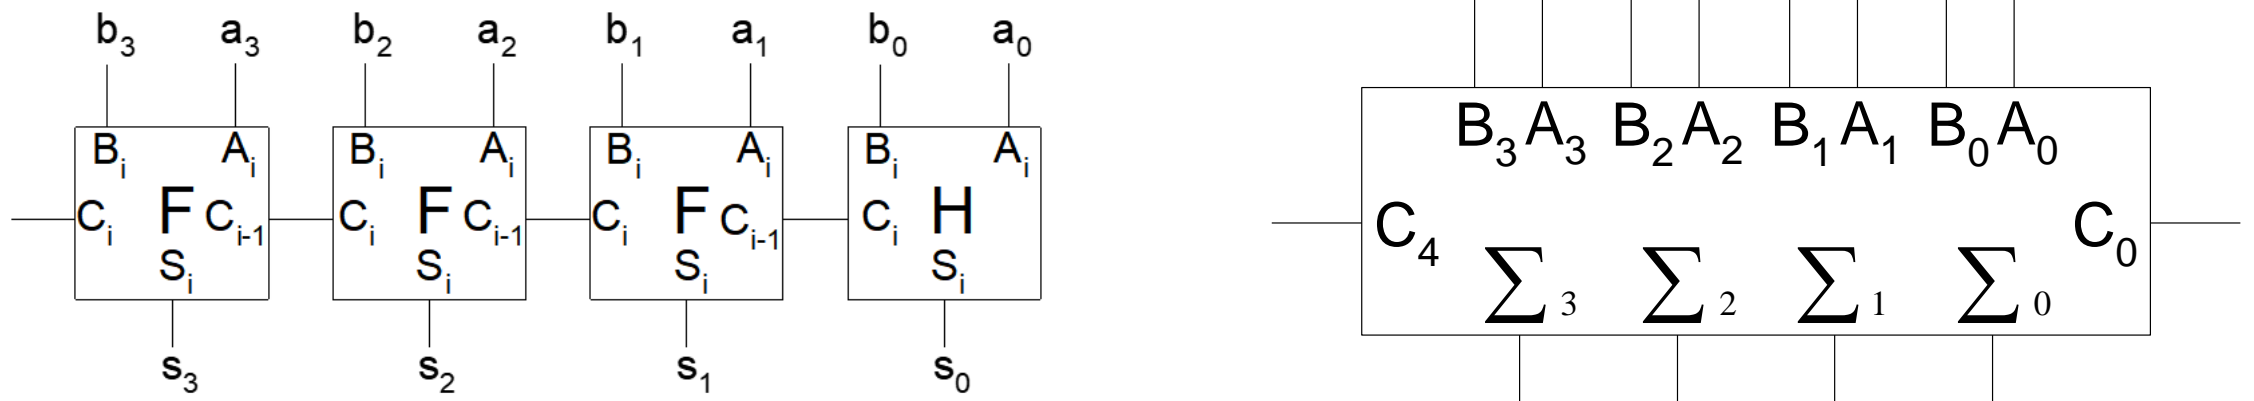 b₃ a₃ b₂ a₂ b₁ a₁ b₀ a₀
Bᵢ Aᵢ Bᵢ Aᵢ Bᵢ Aᵢ Bᵢ Aᵢ
Cᵢ F Cᵢ₋₁ Cᵢ F Cᵢ₋₁ Cᵢ F Cᵢ₋₁ Cᵢ H
Sᵢ Sᵢ Sᵢ Sᵢ
s₃ s₂ s₁ s₀
B₃ A₃ B₂ A₂ B₁ A₁ B₀ A₀
C₄ C₀
∑ ₃ ∑ ₂ ∑ ₁ ∑ ₀